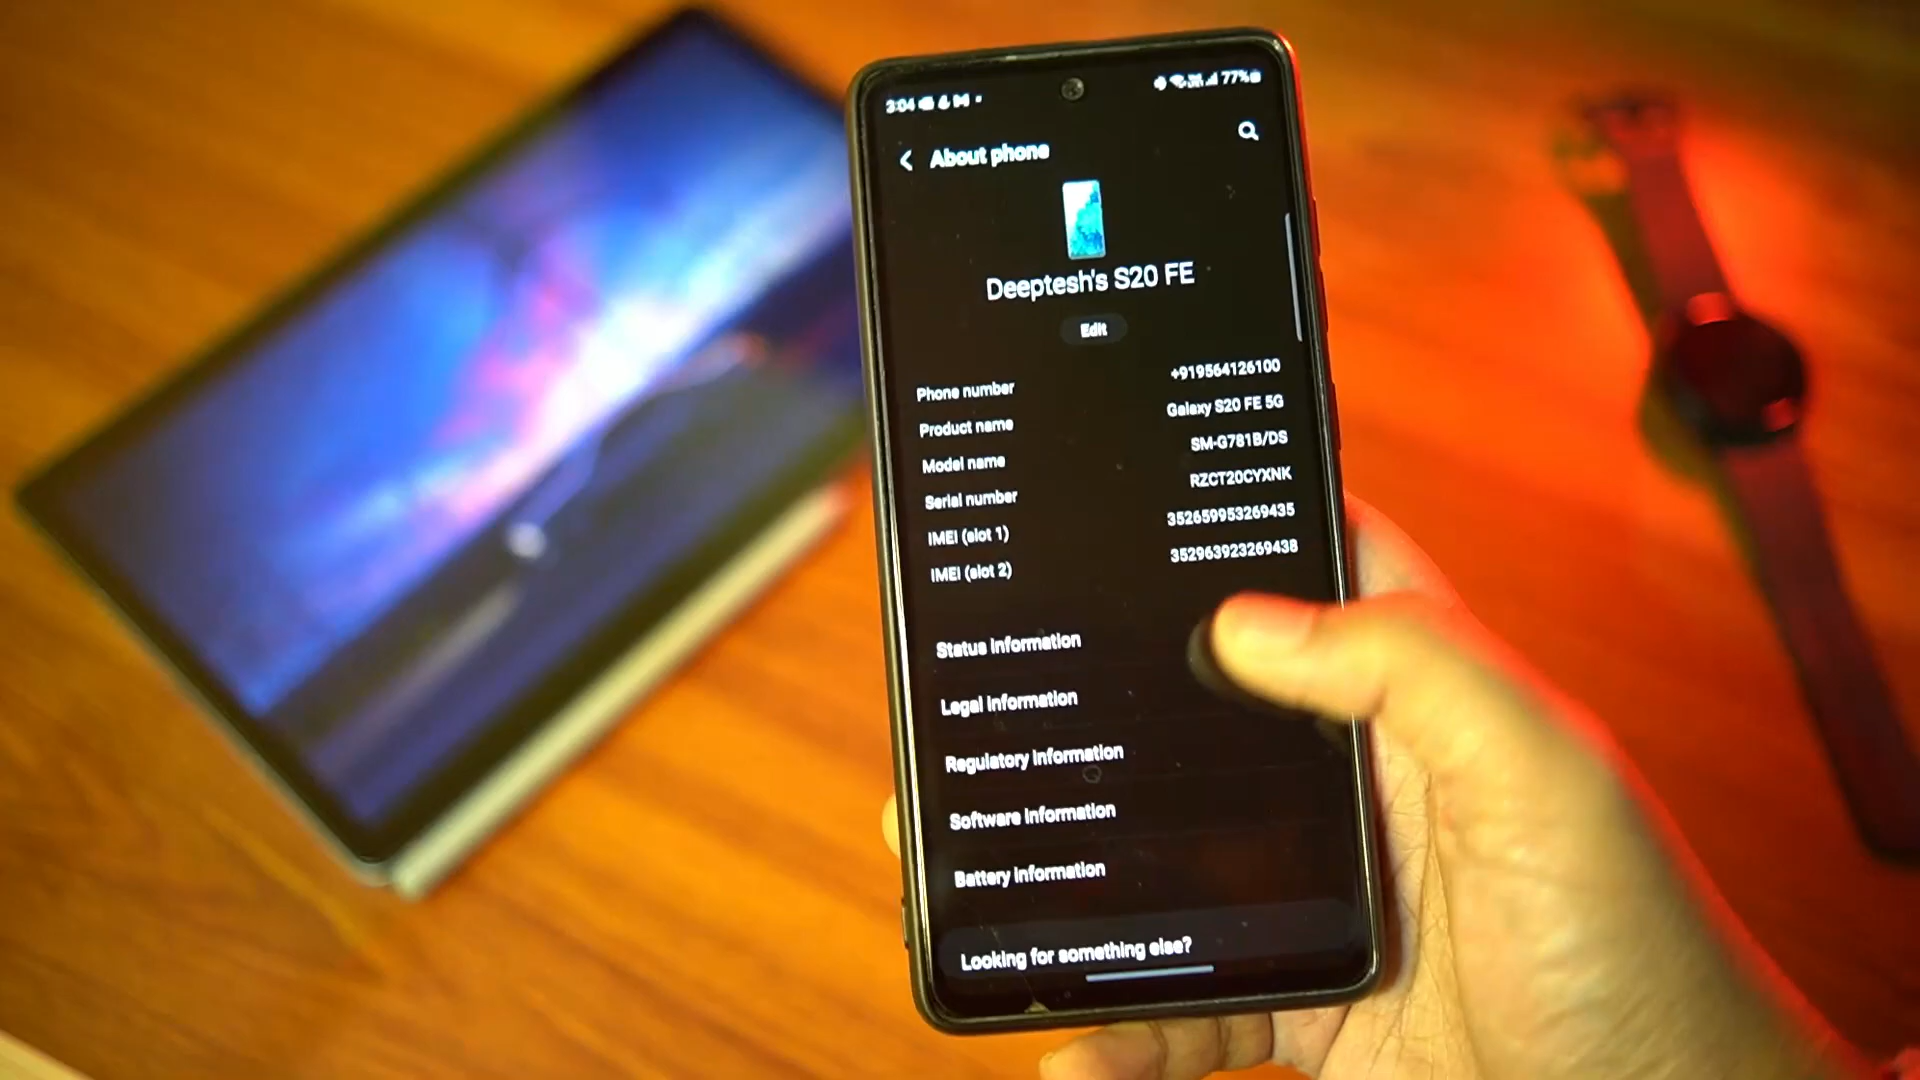 3:04
77%
About phone
Deeptesh's S20 FE
Edit
Phone number +919564126100
Product name Galaxy S20 FE 5G
Model name SM-G781B/DS
Serial number RZCT20CYXNK
IMEI (slot 1) 352659953269435
IMEI (slot 2) 352963923269438
Status information
Legal information
Regulatory information
Software information
Battery information
Looking for something else?